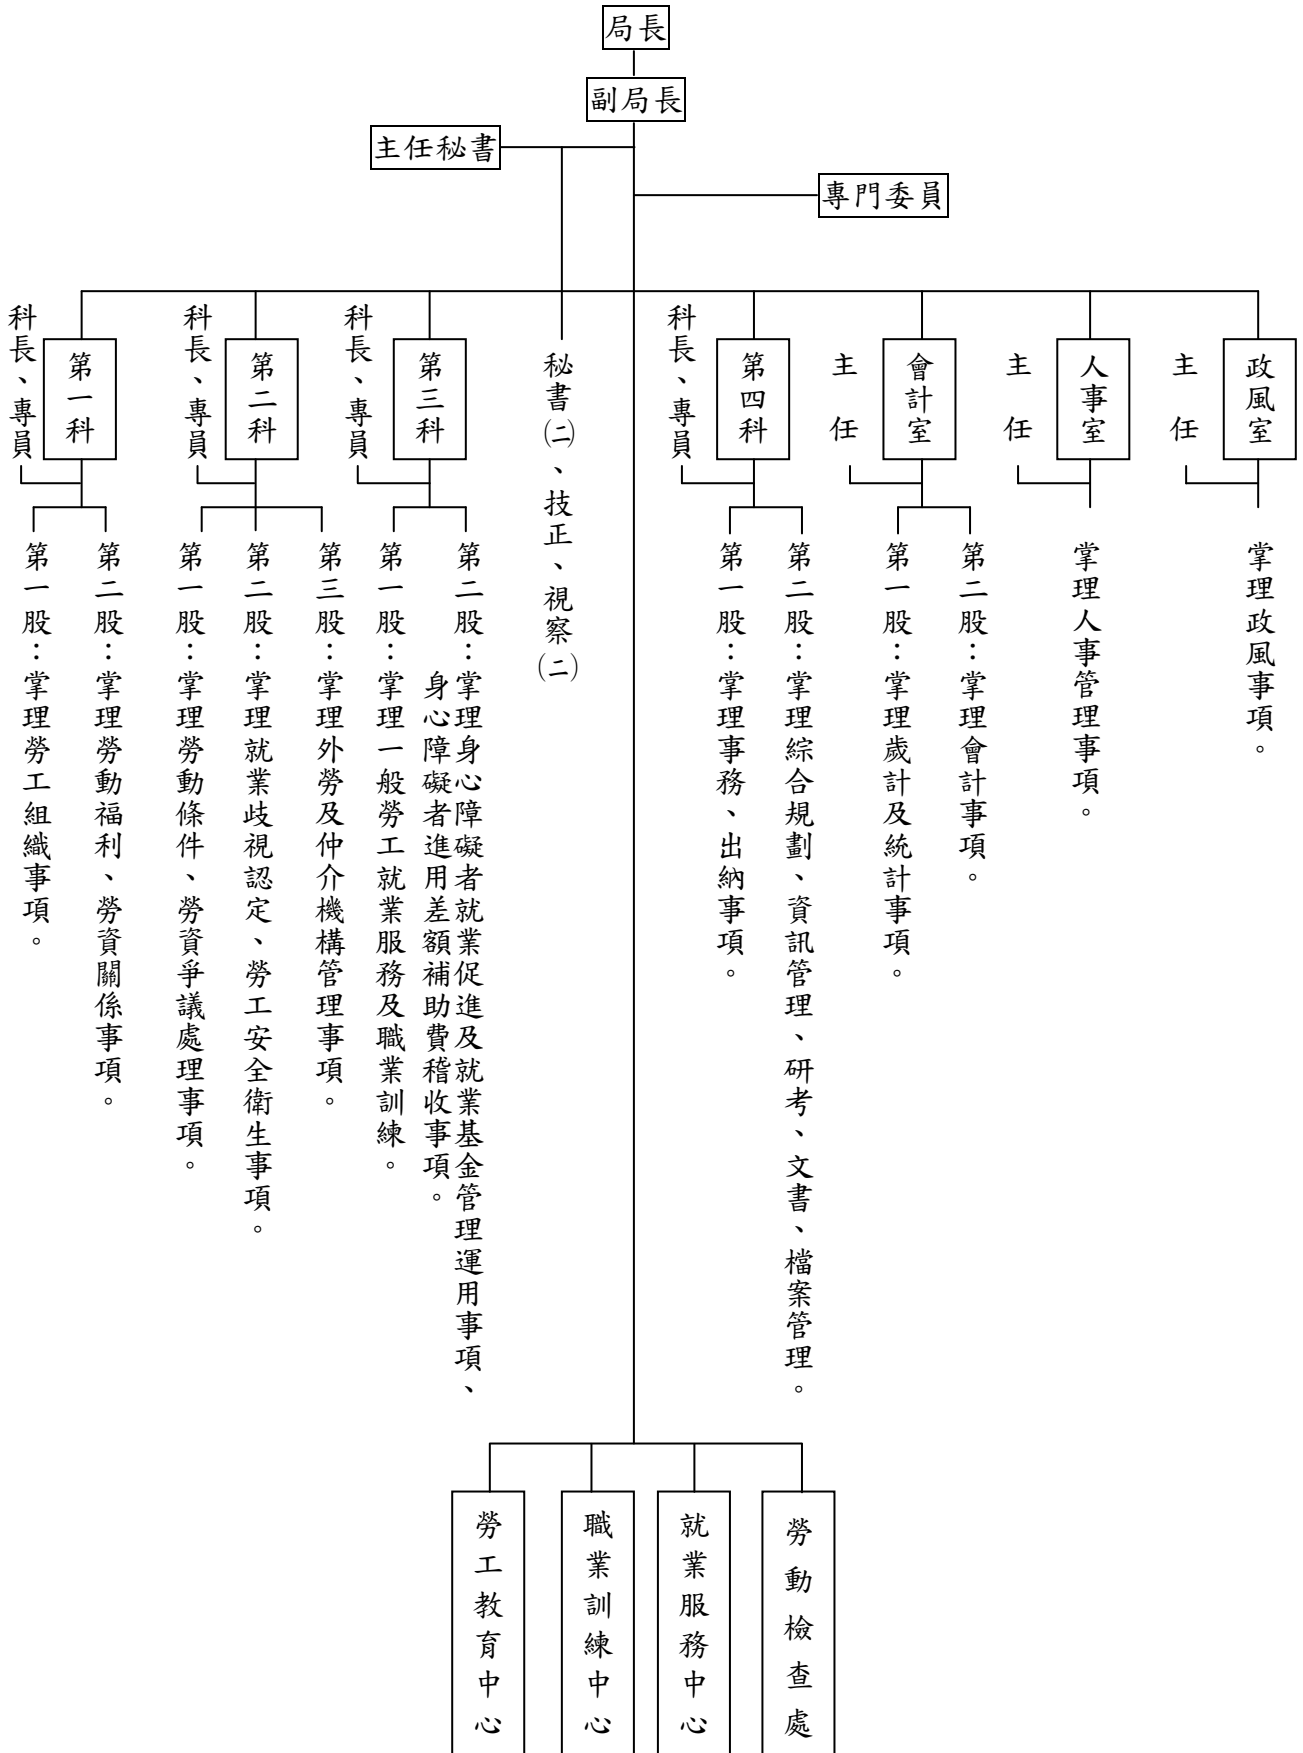 局長
副局長
主任秘書
專門委員
科長、專員
第一科
第一股：掌理勞工組織事項。
第二股：掌理勞動福利、勞資關係事項。
科長、專員
第二科
第一股：掌理勞動條件、勞資爭議處理事項。
第二股：掌理就業歧視認定、勞工安全衛生事項。
第三股：掌理外勞及仲介機構管理事項。
科長、專員
第三科
第一股：掌理一般勞工就業服務及職業訓練。
第二股：掌理身心障礙者就業促進及就業基金管理運用事項、
身心障礙者進用差額補助費稽收事項。
秘書(二)、技正、視察(二)
科長、專員
第四科
第一股：掌理事務、出納事項。
第二股：掌理綜合規劃、資訊管理、研考、文書、檔案管理。
主任
會計室
第一股：掌理歲計及統計事項。
第二股：掌理會計事項。
主任
人事室
掌理人事管理事項。
主任
政風室
掌理政風事項。
勞工教育中心
職業訓練中心
就業服務中心
勞動檢查處